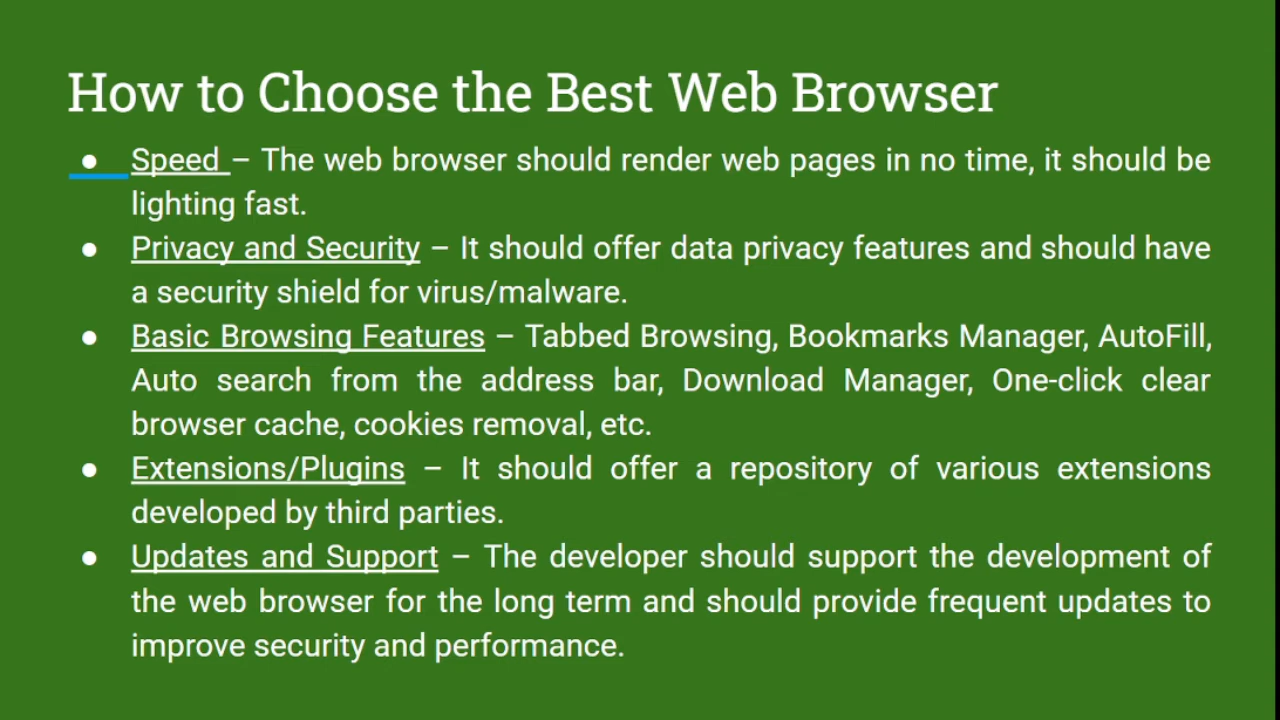 How to Choose the Best Web Browser
● Speed – The web browser should render web pages in no time, it should be
lighting fast.
● Privacy and Security – It should offer data privacy features and should have
a security shield for virus/malware.
● Basic Browsing Features – Tabbed Browsing, Bookmarks Manager, AutoFill,
Auto search from the address bar, Download Manager, One-click clear
browser cache, cookies removal, etc.
● Extensions/Plugins – It should offer a repository of various extensions
developed by third parties.
● Updates and Support – The developer should support the development of
the web browser for the long term and should provide frequent updates to
improve security and performance.